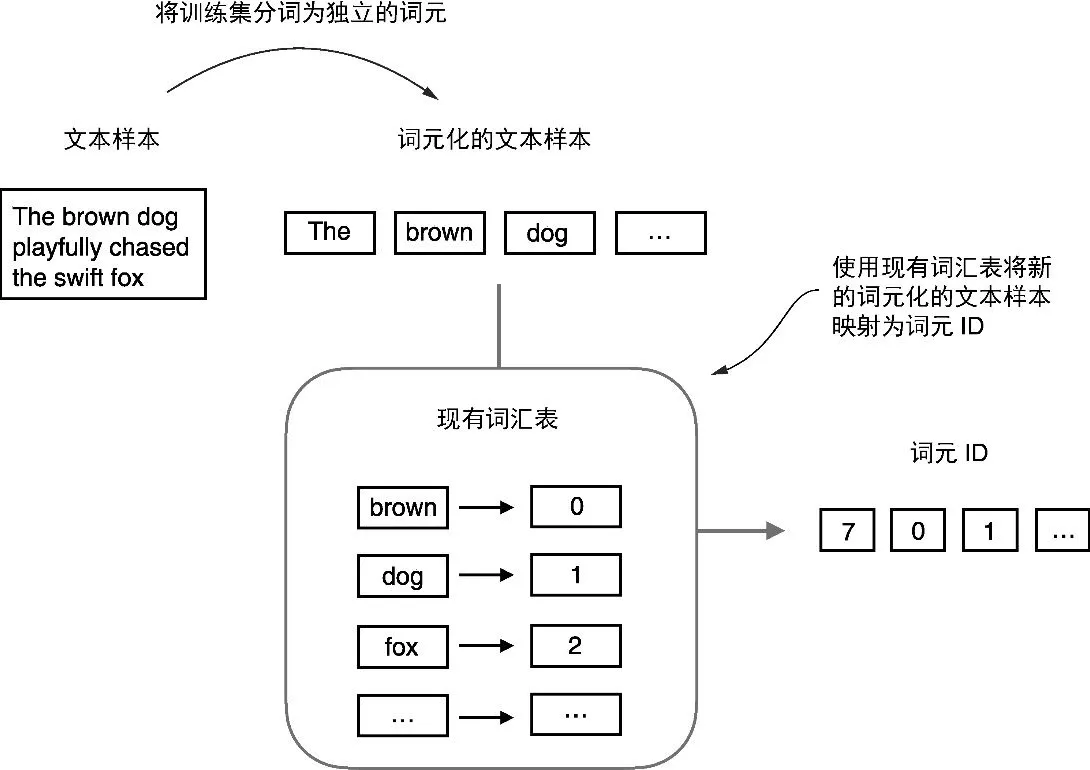 将训练集分词为独立的词元
文本样本
词元化的文本样本
The brown dog
playfully chased
the swift fox
The brown dog ...
使用现有词汇表将新
的词元化的文本样本
映射为词元 ID
现有词汇表
brown 0
dog 1
fox 2
... ...
词元 ID
7 0 1 ...